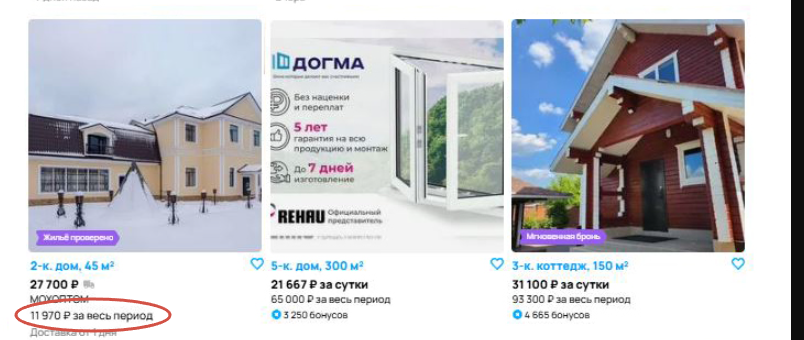 ДОГМА
Без наценки
и переплат
5 лет
гарантия на всю
продукцию и монтаж
До 7 дней
изготовление
REHAU Официальный
представитель
Жильё проверено
Мгновенная бронь
2-к. дом, 45 м²
27 700 ₽
МОХОПТОМ
11 970 ₽ за весь период
Доставка от 1 дня
5-к. дом, 300 м²
21 667 ₽ за сутки
65 000 ₽ за весь период
3 250 бонусов
3-к. коттедж, 150 м²
31 100 ₽ за сутки
93 300 ₽ за весь период
4 665 бонусов